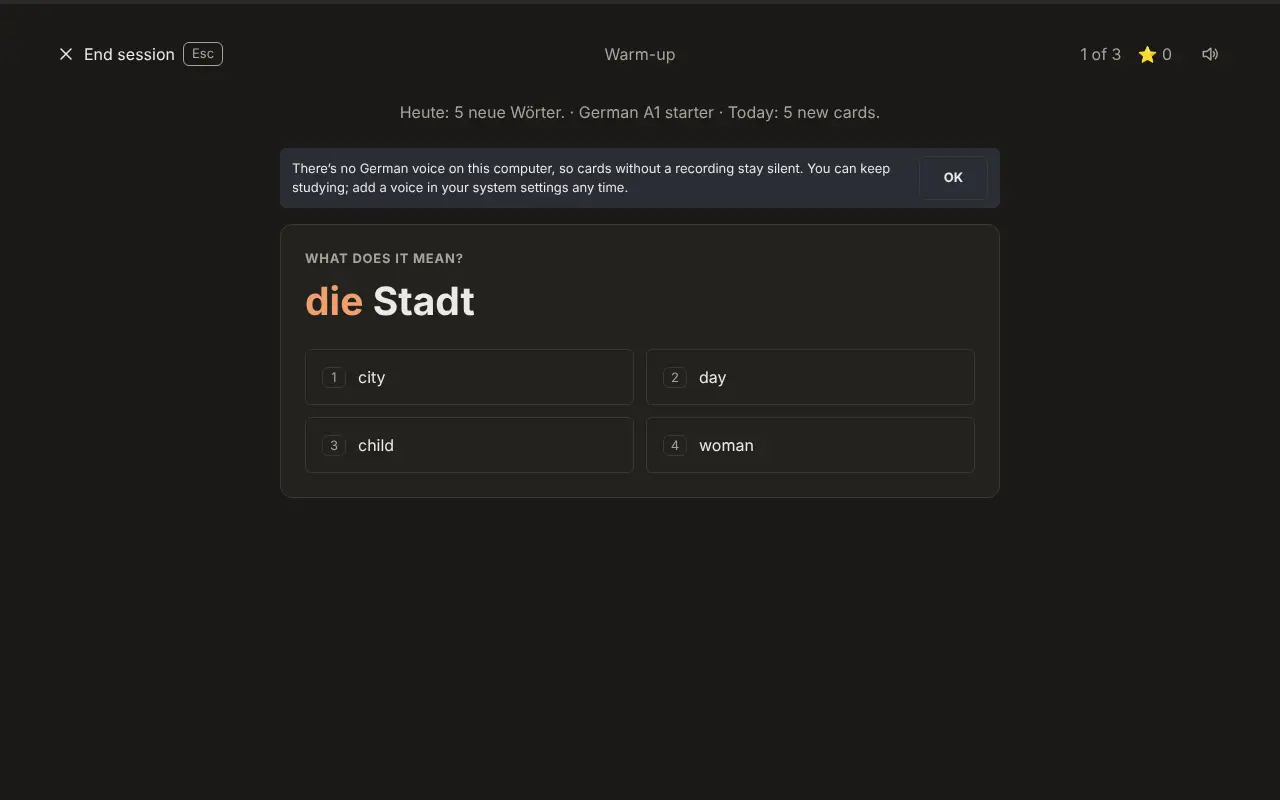 End session Esc
Warm-up
1 of 3 ⭐ 0
Heute: 5 neue Wörter. · German A1 starter · Today: 5 new cards.
There’s no German voice on this computer, so cards without a recording stay silent. You can keep
studying; add a voice in your system settings any time.
OK
WHAT DOES IT MEAN?
die Stadt
1 city
2 day
3 child
4 woman